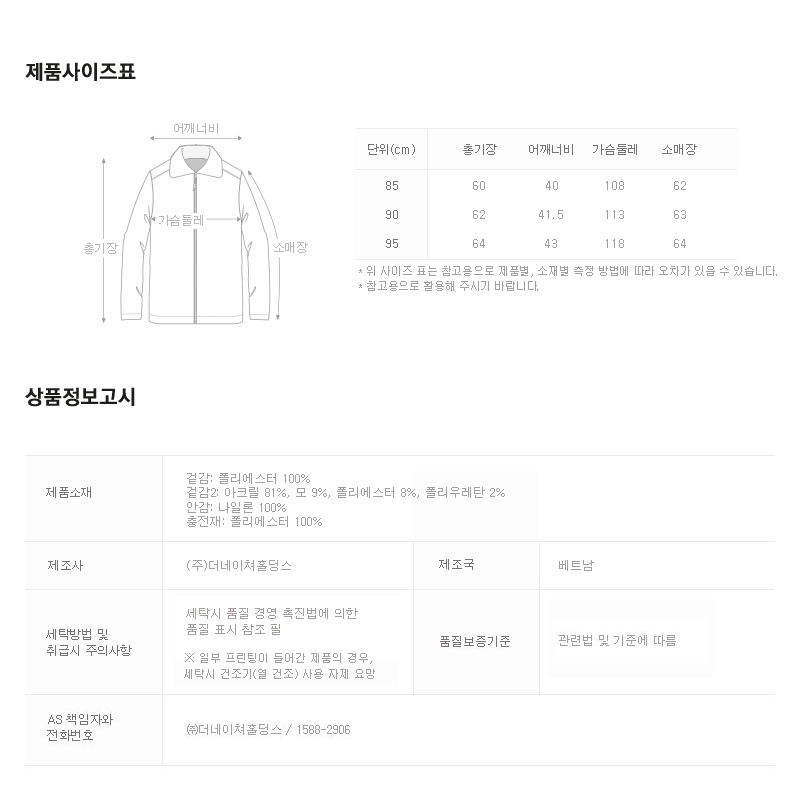 제품사이즈표
어깨너비
가슴둘레
총기장
소매장
단위(cm) 총기장 어깨너비 가슴둘레 소매장
85 60 40 108 62
90 62 41.5 113 63
95 64 43 118 64
* 위 사이즈 표는 참고용으로 제품별, 소재별 측정 방법에 따라 오차가 있을 수 있습니다.
* 참고용으로 활용해 주시기 바랍니다.
상품정보고시
제품소재
겉감: 폴리에스터 100%
겉감2: 아크릴 81%, 모 9%, 폴리에스터 8%, 폴리우레탄 2%
안감: 나일론 100%
충전재: 폴리에스터 100%
제조사 (주)더네이쳐홀딩스 제조국 베트남
세탁방법 및
취급시 주의사항
세탁시 품질 경영 촉진법에 의한
품질 표시 참조 필
※ 일부 프린팅이 들어간 제품의 경우,
세탁시 건조기(열 건조) 사용 자제 요망
품질보증기준 관련법 및 기준에 따름
AS 책임자와
전화번호
㈜더네이쳐홀딩스 / 1588-2906